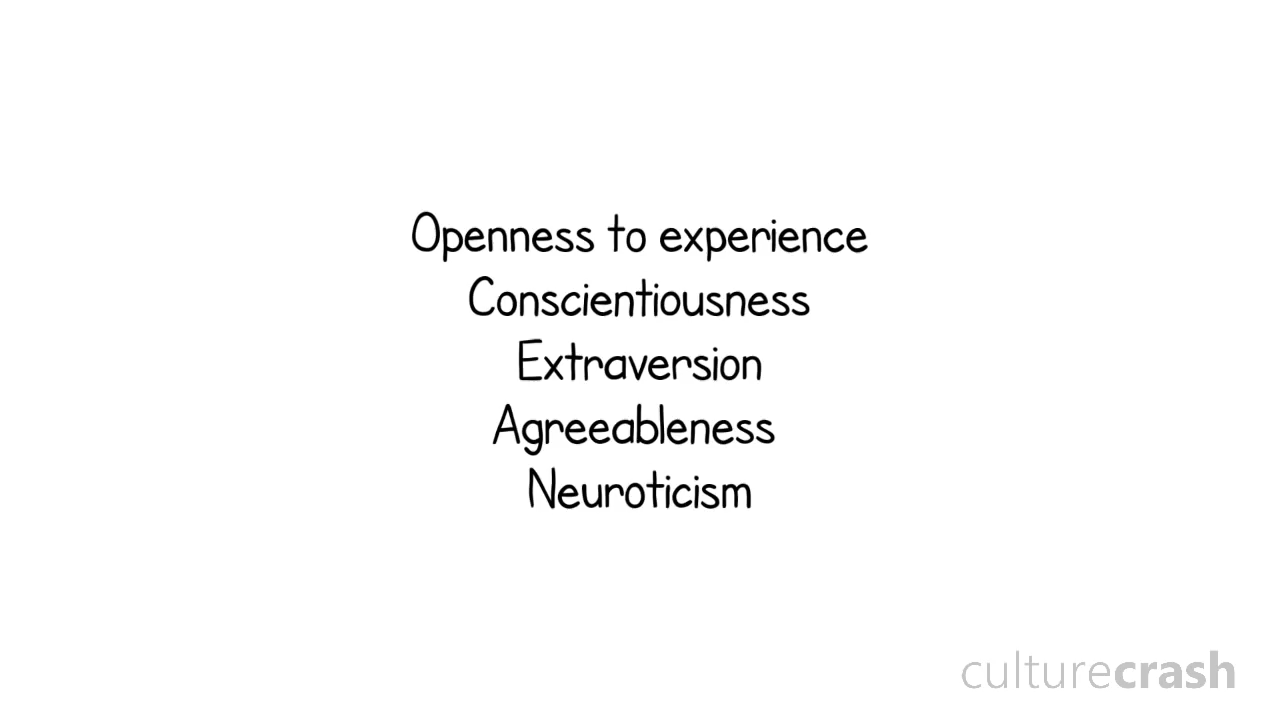 Openness to experience
Conscientiousness
Extraversion
Agreeableness
Neuroticism
culturecrash